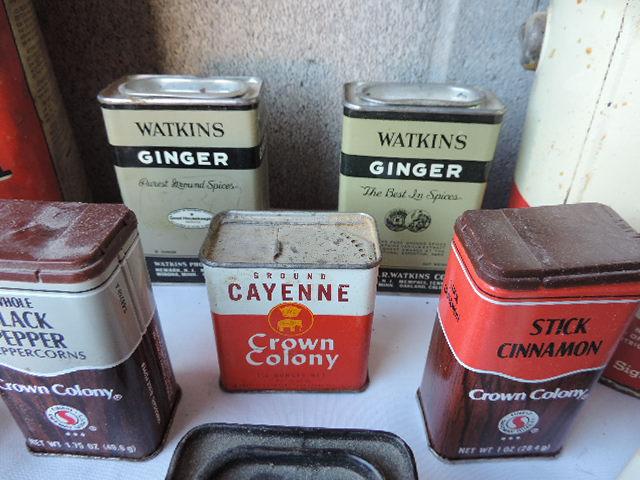 WATKINS
GINGER
Purest Ground Spices
WATKINS
GINGER
The Best In Spices
R.WATKINS CO
GROUND
CAYENNE
Crown
Colony
WHOLE
LACK
EPPER
PPERCORNS
Crown Colony®
NET WT 1.75 OZ (49.6 g)
STICK
CINNAMON
Crown Colony®
NET WT 1 OZ (28.4 g)
Sig